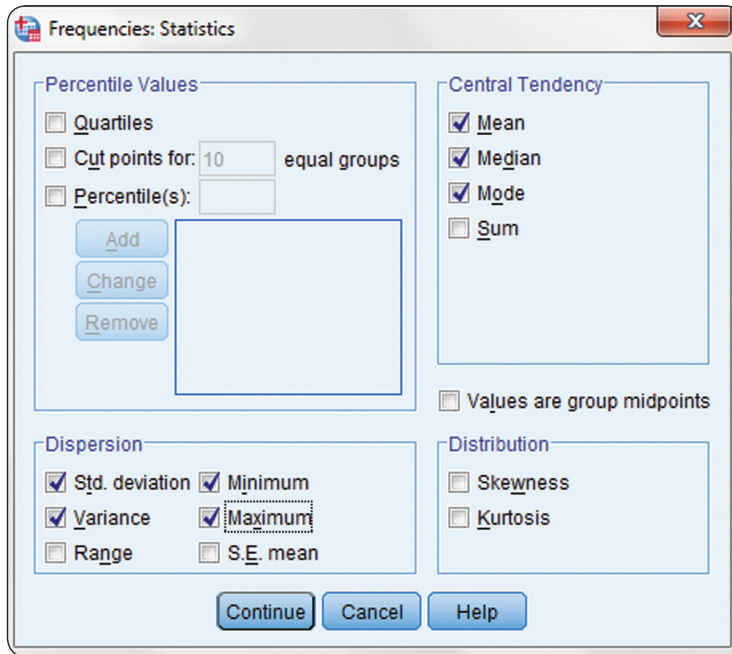 Frequencies: Statistics
Percentile Values
Quartiles
Cut points for: 10 equal groups
Percentile(s):
Add
Change
Remove
Central Tendency
Mean
Median
Mode
Sum
Values are group midpoints
Dispersion
Std. deviation Minimum
Variance Maximum
Range S.E. mean
Distribution
Skewness
Kurtosis
Continue Cancel Help